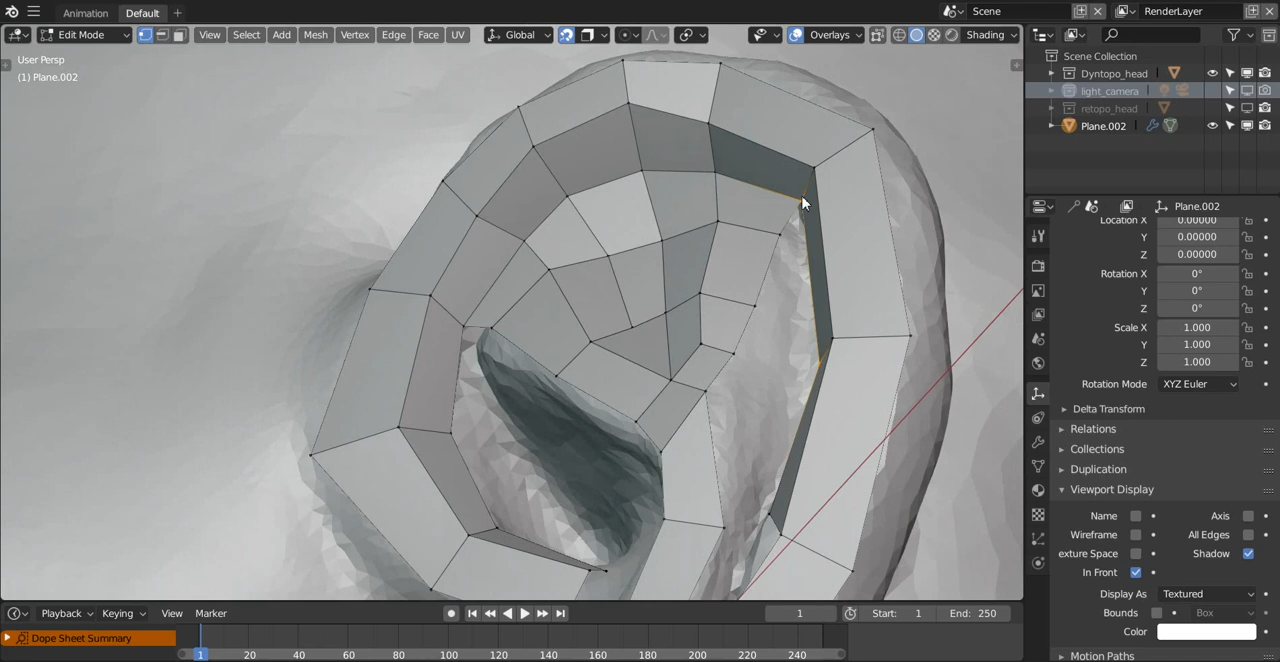 Animation Default + Scene RenderLayer
Edit Mode View Select Add Mesh Vertex Edge Face UV Global Overlays Shading
User Persp
(1) Plane.002
Scene Collection
Dyntopo_head
light_camera
retopo_head
Plane.002
Plane.002
Location X 0.00000
Y 0.00000
Z 0.00000
Rotation X 0°
Y 0°
Z 0°
Scale X 1.000
Y 1.000
Z 1.000
Rotation Mode XYZ Euler
Delta Transform
Relations
Collections
Duplication
Viewport Display
Name Axis
Wireframe All Edges
exture Space Shadow
In Front
Display As Textured
Bounds Box
Color
Motion Paths
Playback Keying View Marker 1 Start: 1 End: 250
Dope Sheet Summary
1 20 40 60 80 100 120 140 160 180 200 220 240